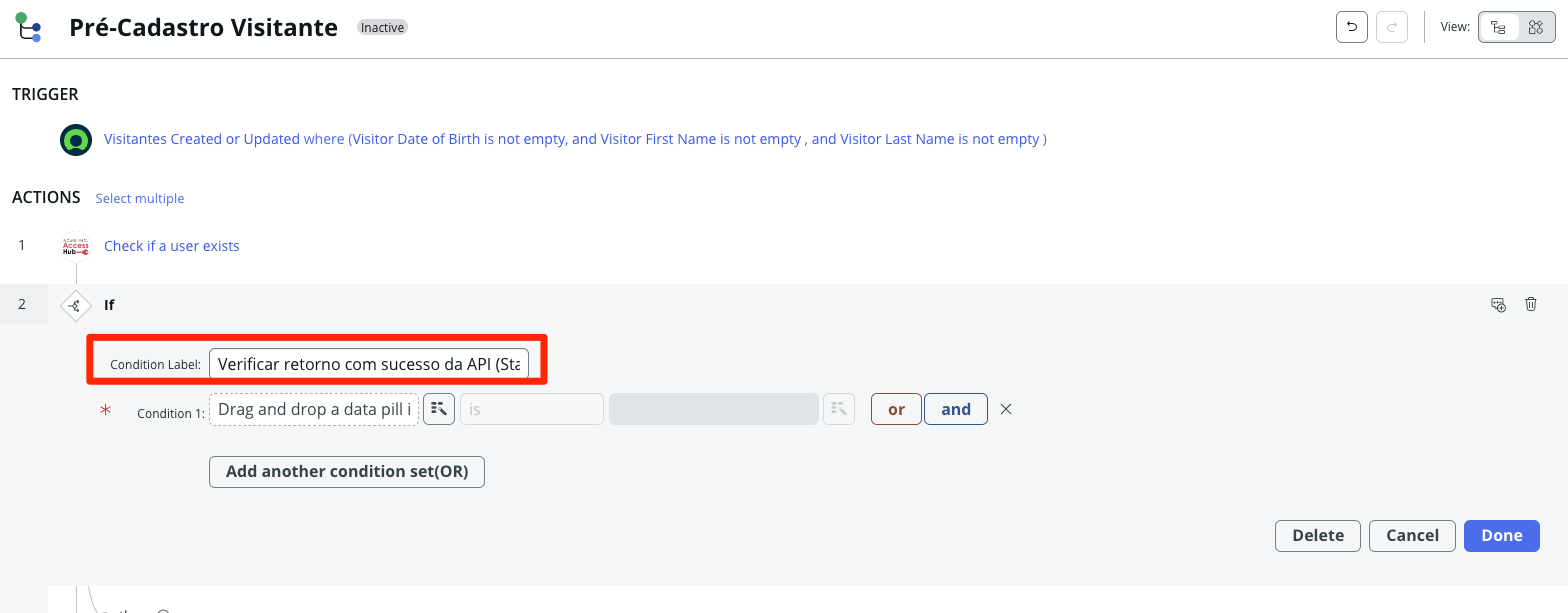 Pré-Cadastro Visitante Inactive View:
TRIGGER
Visitantes Created or Updated where (Visitor Date of Birth is not empty, and Visitor First Name is not empty , and Visitor Last Name is not empty )
ACTIONS Select multiple
1 ACME INC. Access Hub Check if a user exists
2 If
Condition Label: Verificar retorno com sucesso da API (Sta
* Condition 1: Drag and drop a data pill i is or and
Add another condition set(OR)
Delete Cancel Done